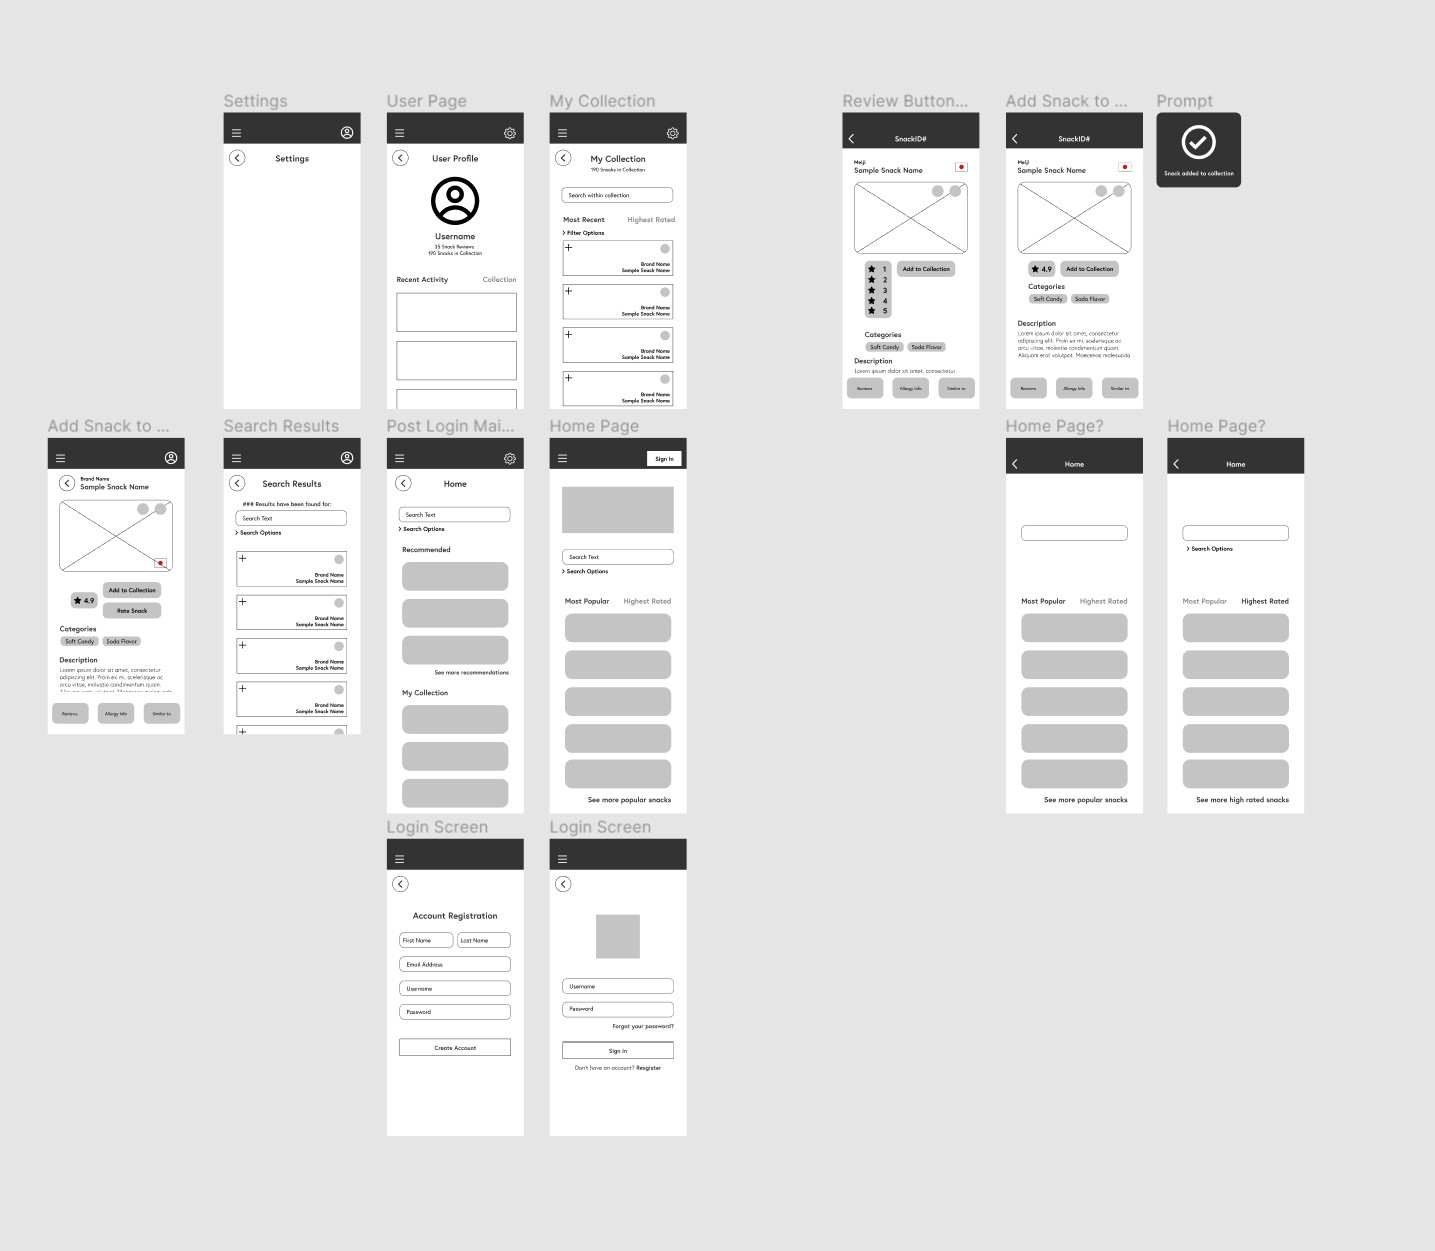 Settings
Settings
User Page
User Profile
Username
35 Snack Reviews
190 Snacks in Collection
Recent Activity Collection
My Collection
My Collection
190 Snacks in Collection
Search within collection
Most Recent Highest Rated
Filter Options
Brand Name
Sample Snack Name
Brand Name
Sample Snack Name
Brand Name
Sample Snack Name
Brand Name
Sample Snack Name
Review Button...
SnackID#
Meiji
Sample Snack Name
1
2
3
4
5
Add to Collection
Categories
Soft Candy Soda Flavor
Description
Lorem ipsum dolor sit amet, consectetur
Reviews Allergy Info Similar to
Add Snack to ...
SnackID#
Meiji
Sample Snack Name
4.9 Add to Collection
Categories
Soft Candy Soda Flavor
Description
Lorem ipsum dolor sit amet, consectetur
adipiscing elit. Proin ex mi, scelerisque ac
arcu vitae, molestie condimentum quam.
Aliquam erat volutpat. Maecenas malesuada
Reviews Allergy Info Similar to
Prompt
Snack added to collection
Add Snack to ...
Brand Name
Sample Snack Name
4.9
Add to Collection
Rate Snack
Categories
Soft Candy Soda Flavor
Description
Lorem ipsum dolor sit amet, consectetur
adipiscing elit. Proin ex mi, scelerisque ac
arcu vitae, molestie condimentum quam.
Aliquam erat volutpat. Maecenas malesuada
Reviews Allergy Info Similar to
Search Results
Search Results
### Results have been found for:
Search Text
Search Options
Brand Name
Sample Snack Name
Brand Name
Sample Snack Name
Brand Name
Sample Snack Name
Brand Name
Sample Snack Name
Post Login Mai...
Home
Search Text
Search Options
Recommended
See more recommendations
My Collection
Home Page
Sign In
Search Text
Search Options
Most Popular Highest Rated
See more popular snacks
Home Page?
Home
Most Popular Highest Rated
See more popular snacks
Home Page?
Home
Search Options
Most Popular Highest Rated
See more high rated snacks
Login Screen
Account Registration
First Name Last Name
Email Address
Username
Password
Create Account
Login Screen
Username
Password
Forgot your password?
Sign in
Don't have an account? Resgister